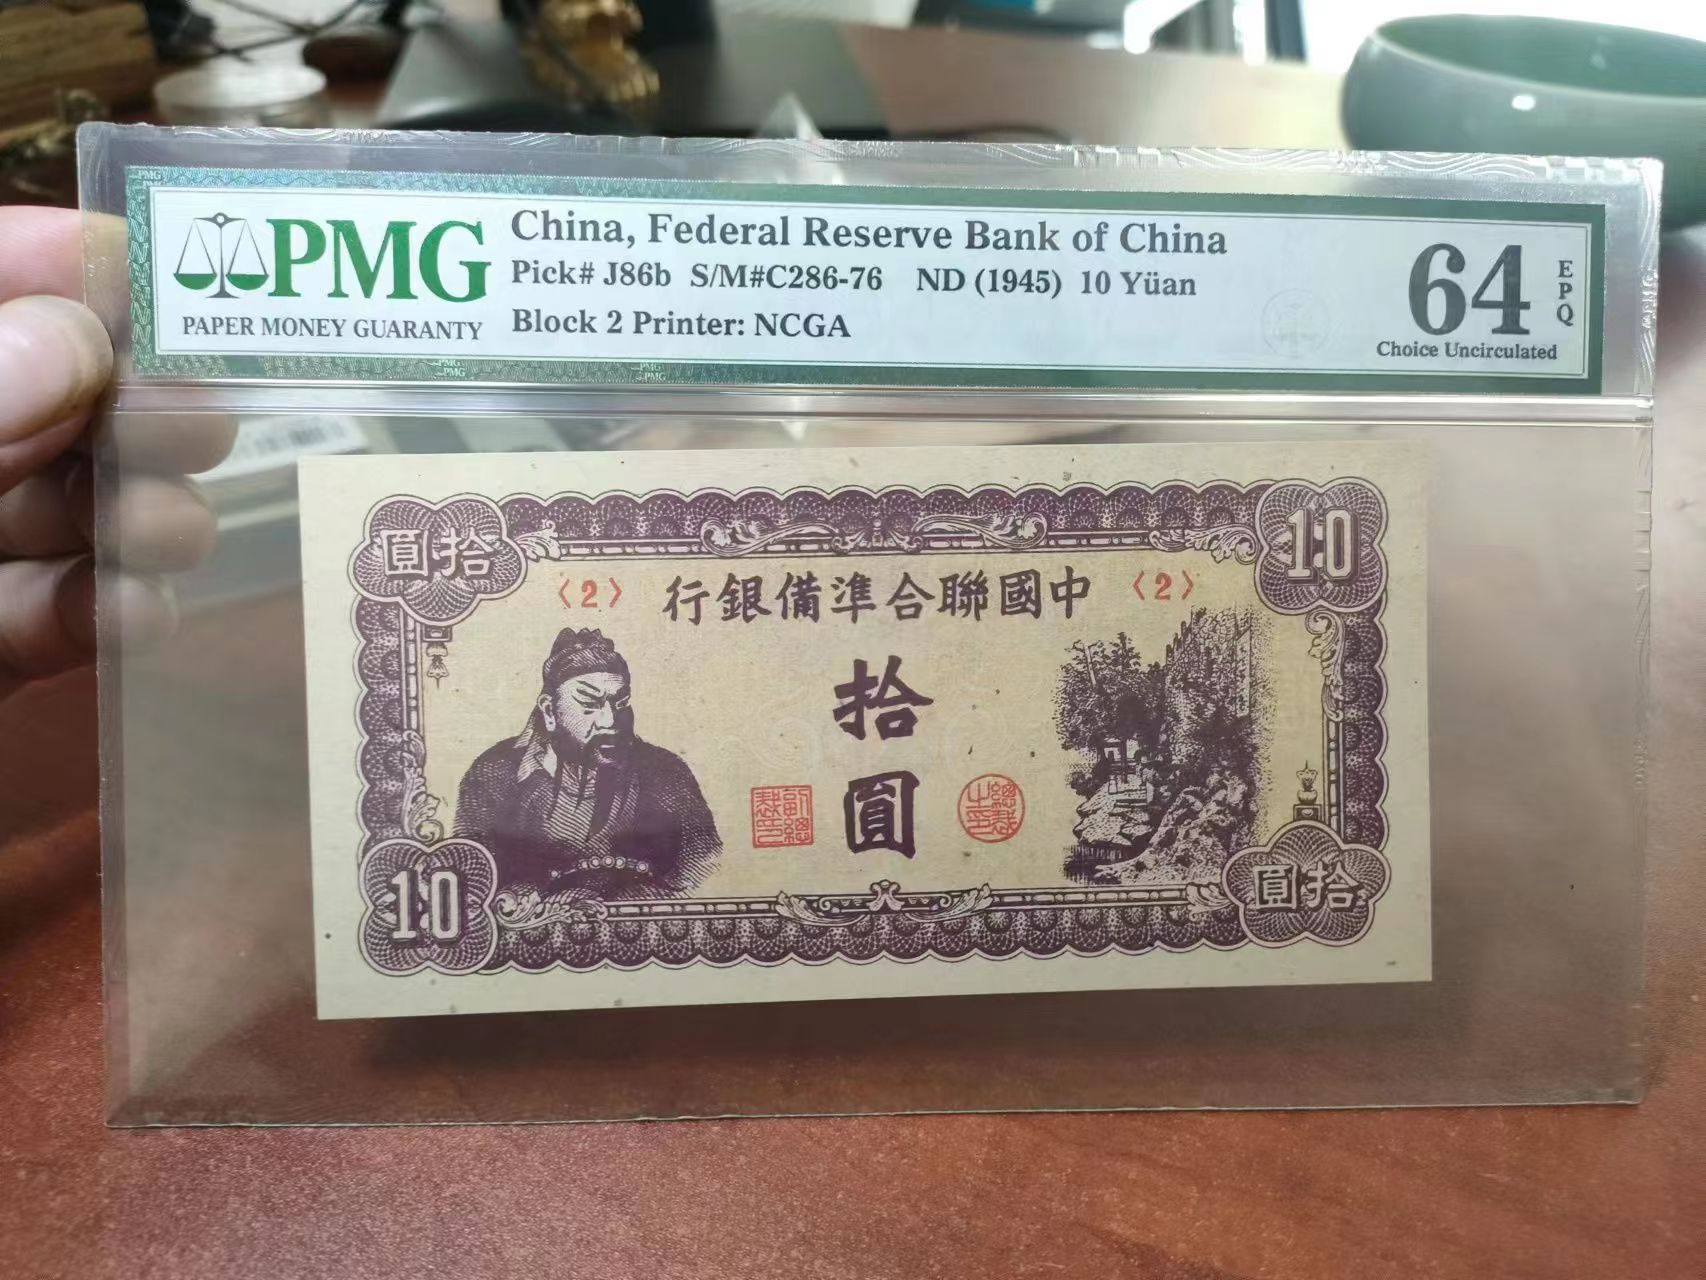 PMG
PAPER MONEY GUARANTY
China, Federal Reserve Bank of China
Pick# J86b S/M#C286-76 ND (1945) 10 Yüan
Block 2 Printer: NCGA
64 EPQ
Choice Uncirculated
圓拾
10
〈2〉 行銀備準合聯國中 〈2〉
拾
圓
10
圓拾